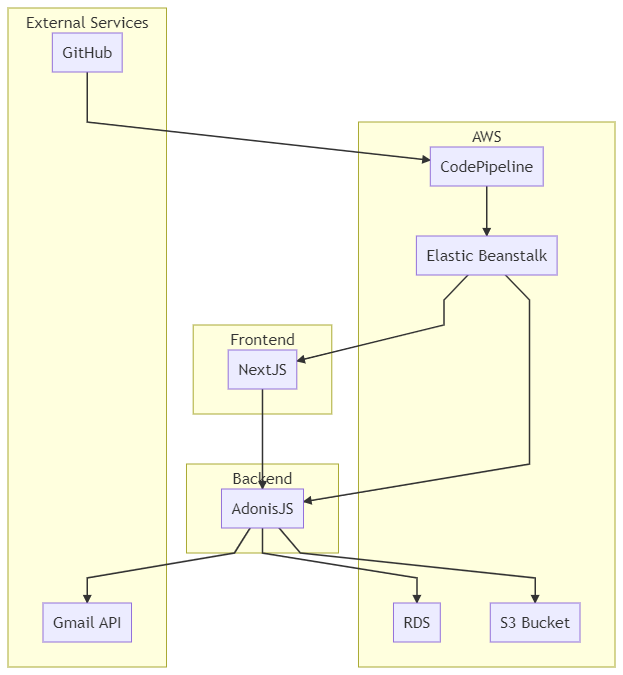 External Services
GitHub
AWS
CodePipeline
Elastic Beanstalk
Frontend
NextJS
Backend
AdonisJS
Gmail API
RDS
S3 Bucket